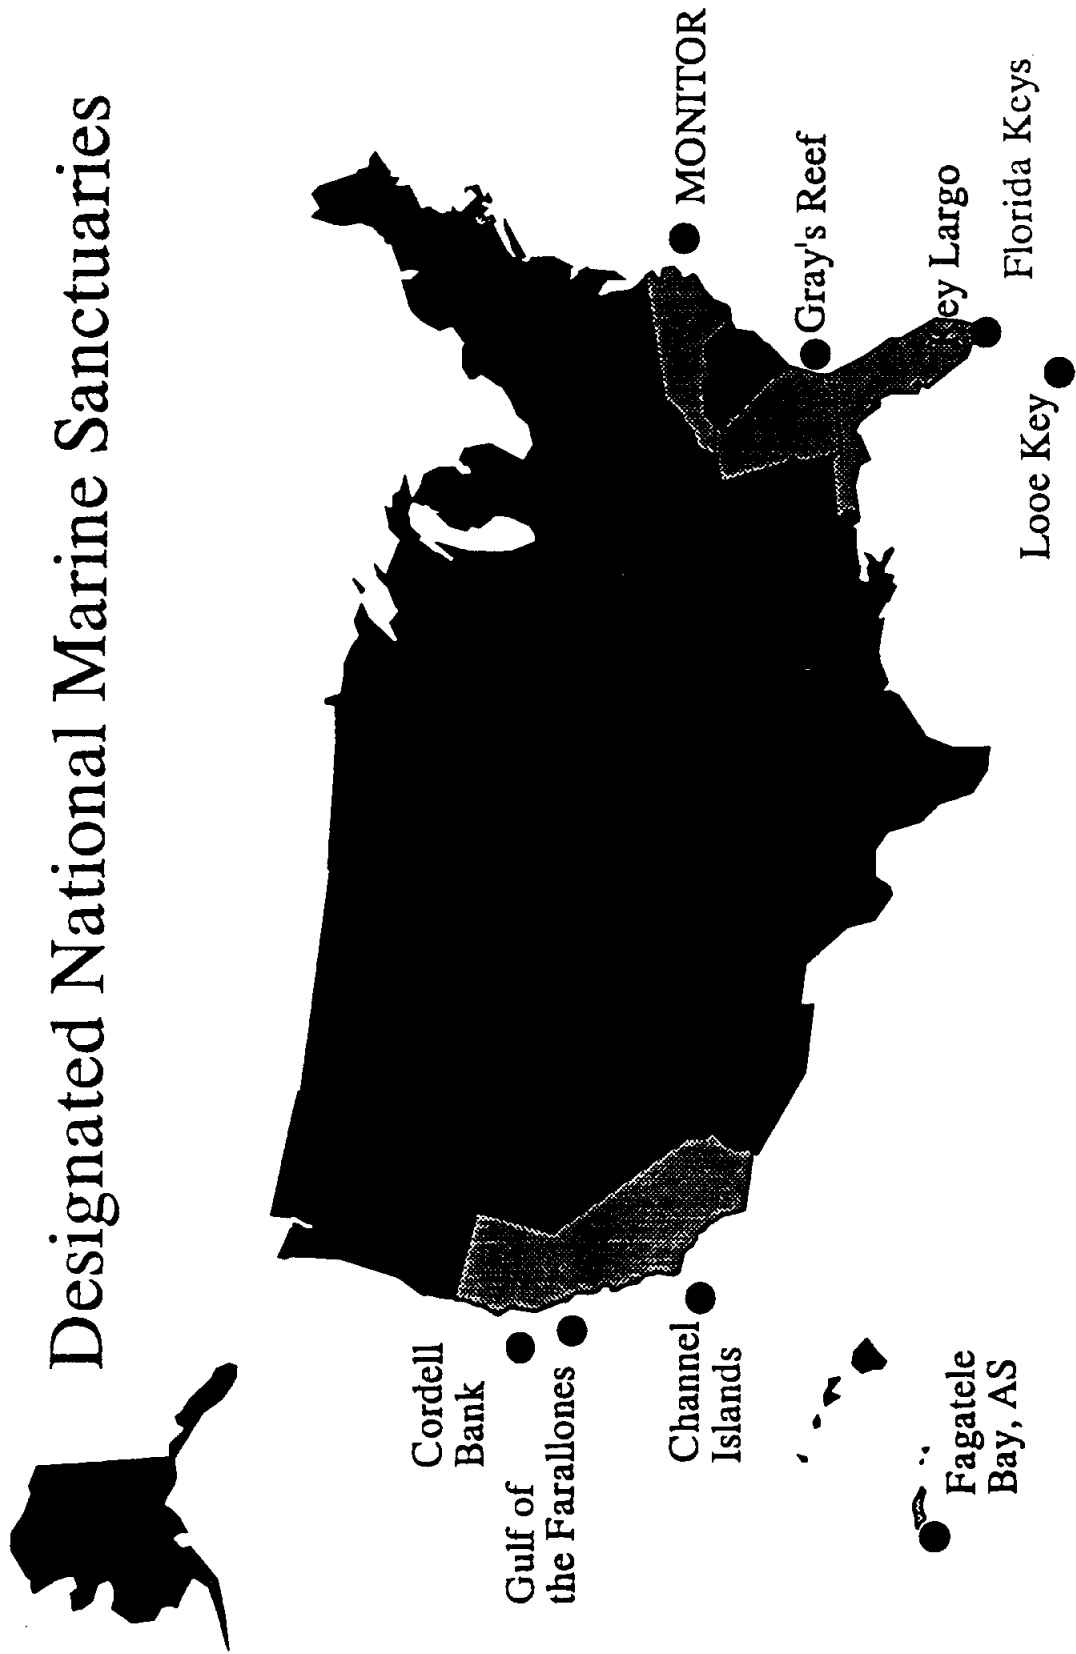 Designated National Marine Sanctuaries
Cordell
Bank
Gulf of
the Farallones
Channel
Islands
Fagatele
Bay, AS
MONITOR
Gray's Reef
ey Largo
Florida Keys
Looe Key